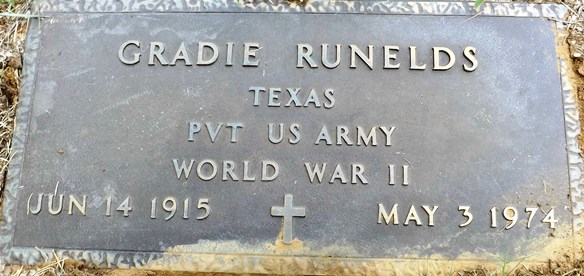 GRADIE RUNELDS
TEXAS
PVT US ARMY
WORLD WAR II
JUN 14 1915 MAY 3 1974